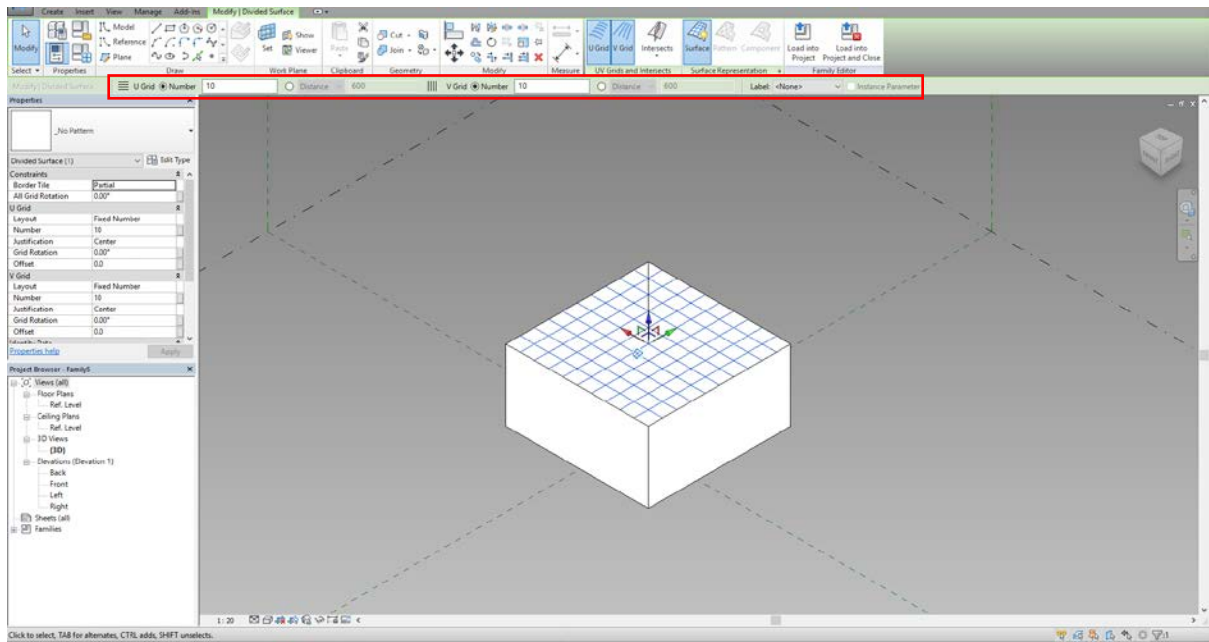 Create Insert View Manage Add-ins Modify | Divided Surface
Modify
Model
Reference
Plane
Set
Show
Viewer
Paste
Cut
Join
U Grid V Grid Intersects
Surface Pattern Component
Load into Project
Load into Project and Close
Select Properties Draw Work Plane Clipboard Geometry Modify Measure UV Grids and Intersects Surface Representation Family Editor
Modify | Divided Surface U Grid Number 10 Distance 600 V Grid Number 10 Distance 600 Label: <None> Instance Parameter
Properties
_No Pattern
Divided Surface (1) Edit Type
Constraints
Border Tile Partial
All Grid Rotation 0.00°
U Grid
Layout Fixed Number
Number 10
Justification Center
Grid Rotation 0.00°
Offset 0.0
V Grid
Layout Fixed Number
Number 10
Justification Center
Grid Rotation 0.00°
Offset 0.0
Identity Data
Properties help Apply
Project Browser - Family5
Views (all)
Floor Plans
Ref. Level
Ceiling Plans
Ref. Level
3D Views
{3D}
Elevations (Elevation 1)
Back
Front
Left
Right
Sheets (all)
Families
1 : 20
Click to select, TAB for alternates, CTRL adds, SHIFT unselects.
:1